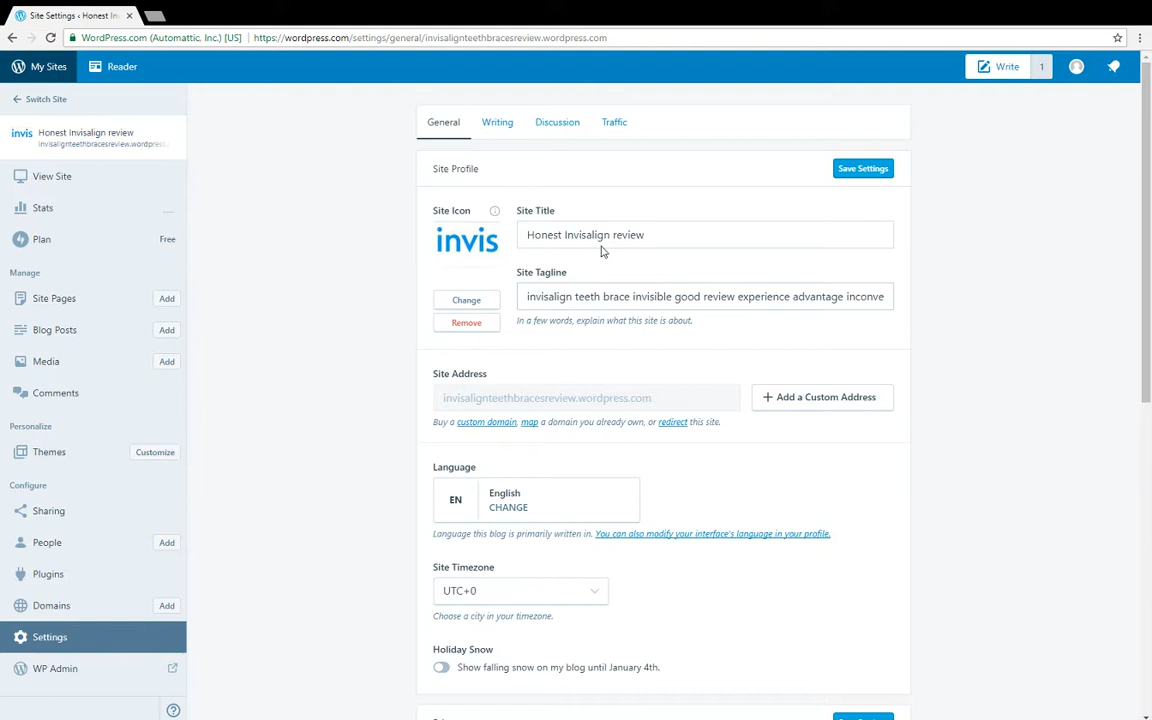 Site Settings ‹ Honest In
WordPress.com (Automattic, Inc.) [US]
https://wordpress.com/settings/general/invisalignteethbracesreview.wordpress.com
My Sites
Reader
Write
1
Switch Site
invis
Honest Invisalign review
invisalignteethbracesreview.wordpress.
View Site
Stats
Plan
Free
Manage
Site Pages
Add
Blog Posts
Add
Media
Add
Comments
Personalize
Themes
Customize
Configure
Sharing
People
Add
Plugins
Domains
Add
Settings
WP Admin
General
Writing
Discussion
Traffic
Site Profile
Save Settings
Site Icon
invis
Change
Remove
Site Title
Honest Invisalign review
Site Tagline
invisalign teeth brace invisible good review experience advantage inconve
In a few words, explain what this site is about.
Site Address
invisalignteethbracesreview.wordpress.com
+ Add a Custom Address
Buy a custom domain, map a domain you already own, or redirect this site.
Language
EN
English
CHANGE
Language this blog is primarily written in. You can also modify your interface's language in your profile.
Site Timezone
UTC+0
Choose a city in your timezone.
Holiday Snow
Show falling snow on my blog until January 4th.